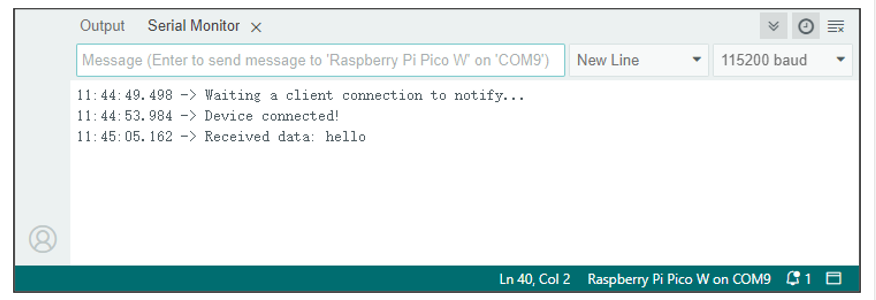 Output Serial Monitor
Message (Enter to send message to 'Raspberry Pi Pico W' on 'COM9') New Line 115200 baud
11:44:49.498 -> Waiting a client connection to notify...
11:44:53.984 -> Device connected!
11:45:05.162 -> Received data: hello
Ln 40, Col 2 Raspberry Pi Pico W on COM9 1